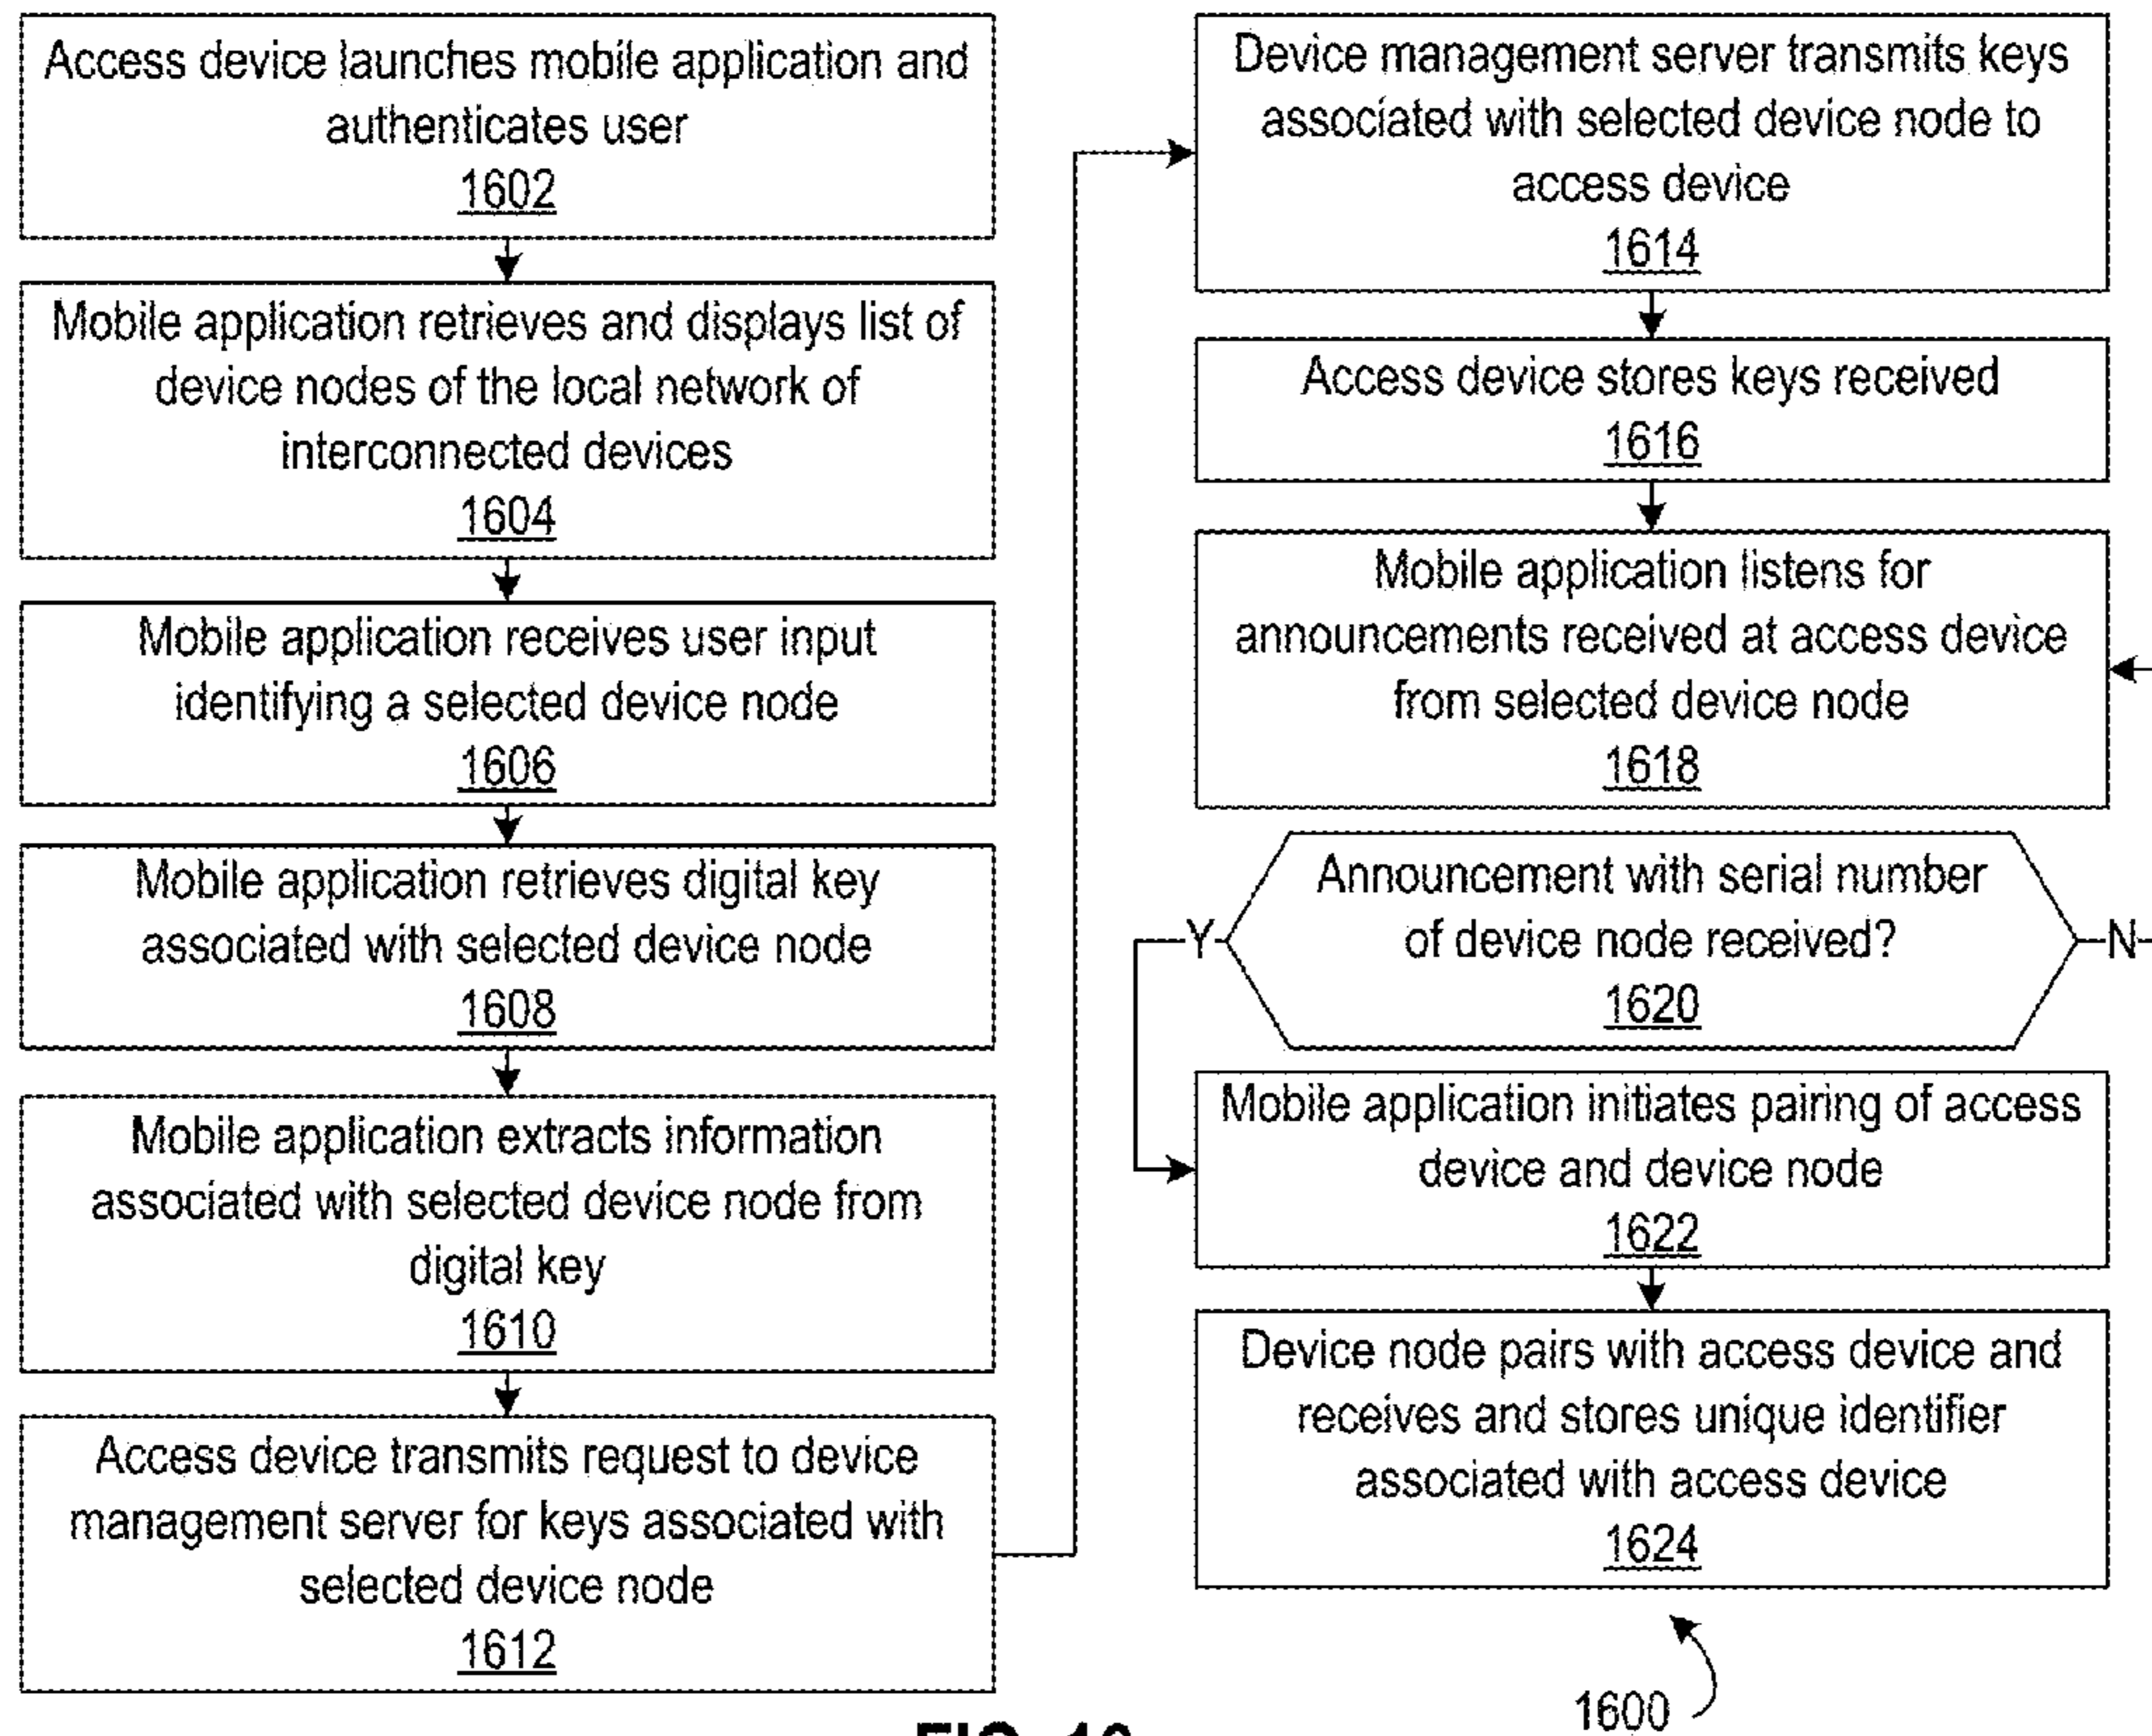 Access device launches mobile application and
authenticates user
1602
Mobile application retrieves and displays list of
device nodes of the local network of
interconnected devices
1604
Mobile application receives user input
identifying a selected device node
1606
Mobile application retrieves digital key
associated with selected device node
1608
Mobile application extracts information
associated with selected device node from
digital key
1610
Access device transmits request to device
management server for keys associated with
selected device node
1612
Device management server transmits keys
associated with selected device node to
access device
1614
Access device stores keys received
1616
Mobile application listens for
announcements received at access device
from selected device node
1618
Announcement with serial number
Y of device node received? N
1620
Mobile application initiates pairing of access
device and device node
1622
Device node pairs with access device and
receives and stores unique identifier
associated with access device
1624
1600
FIG. 16